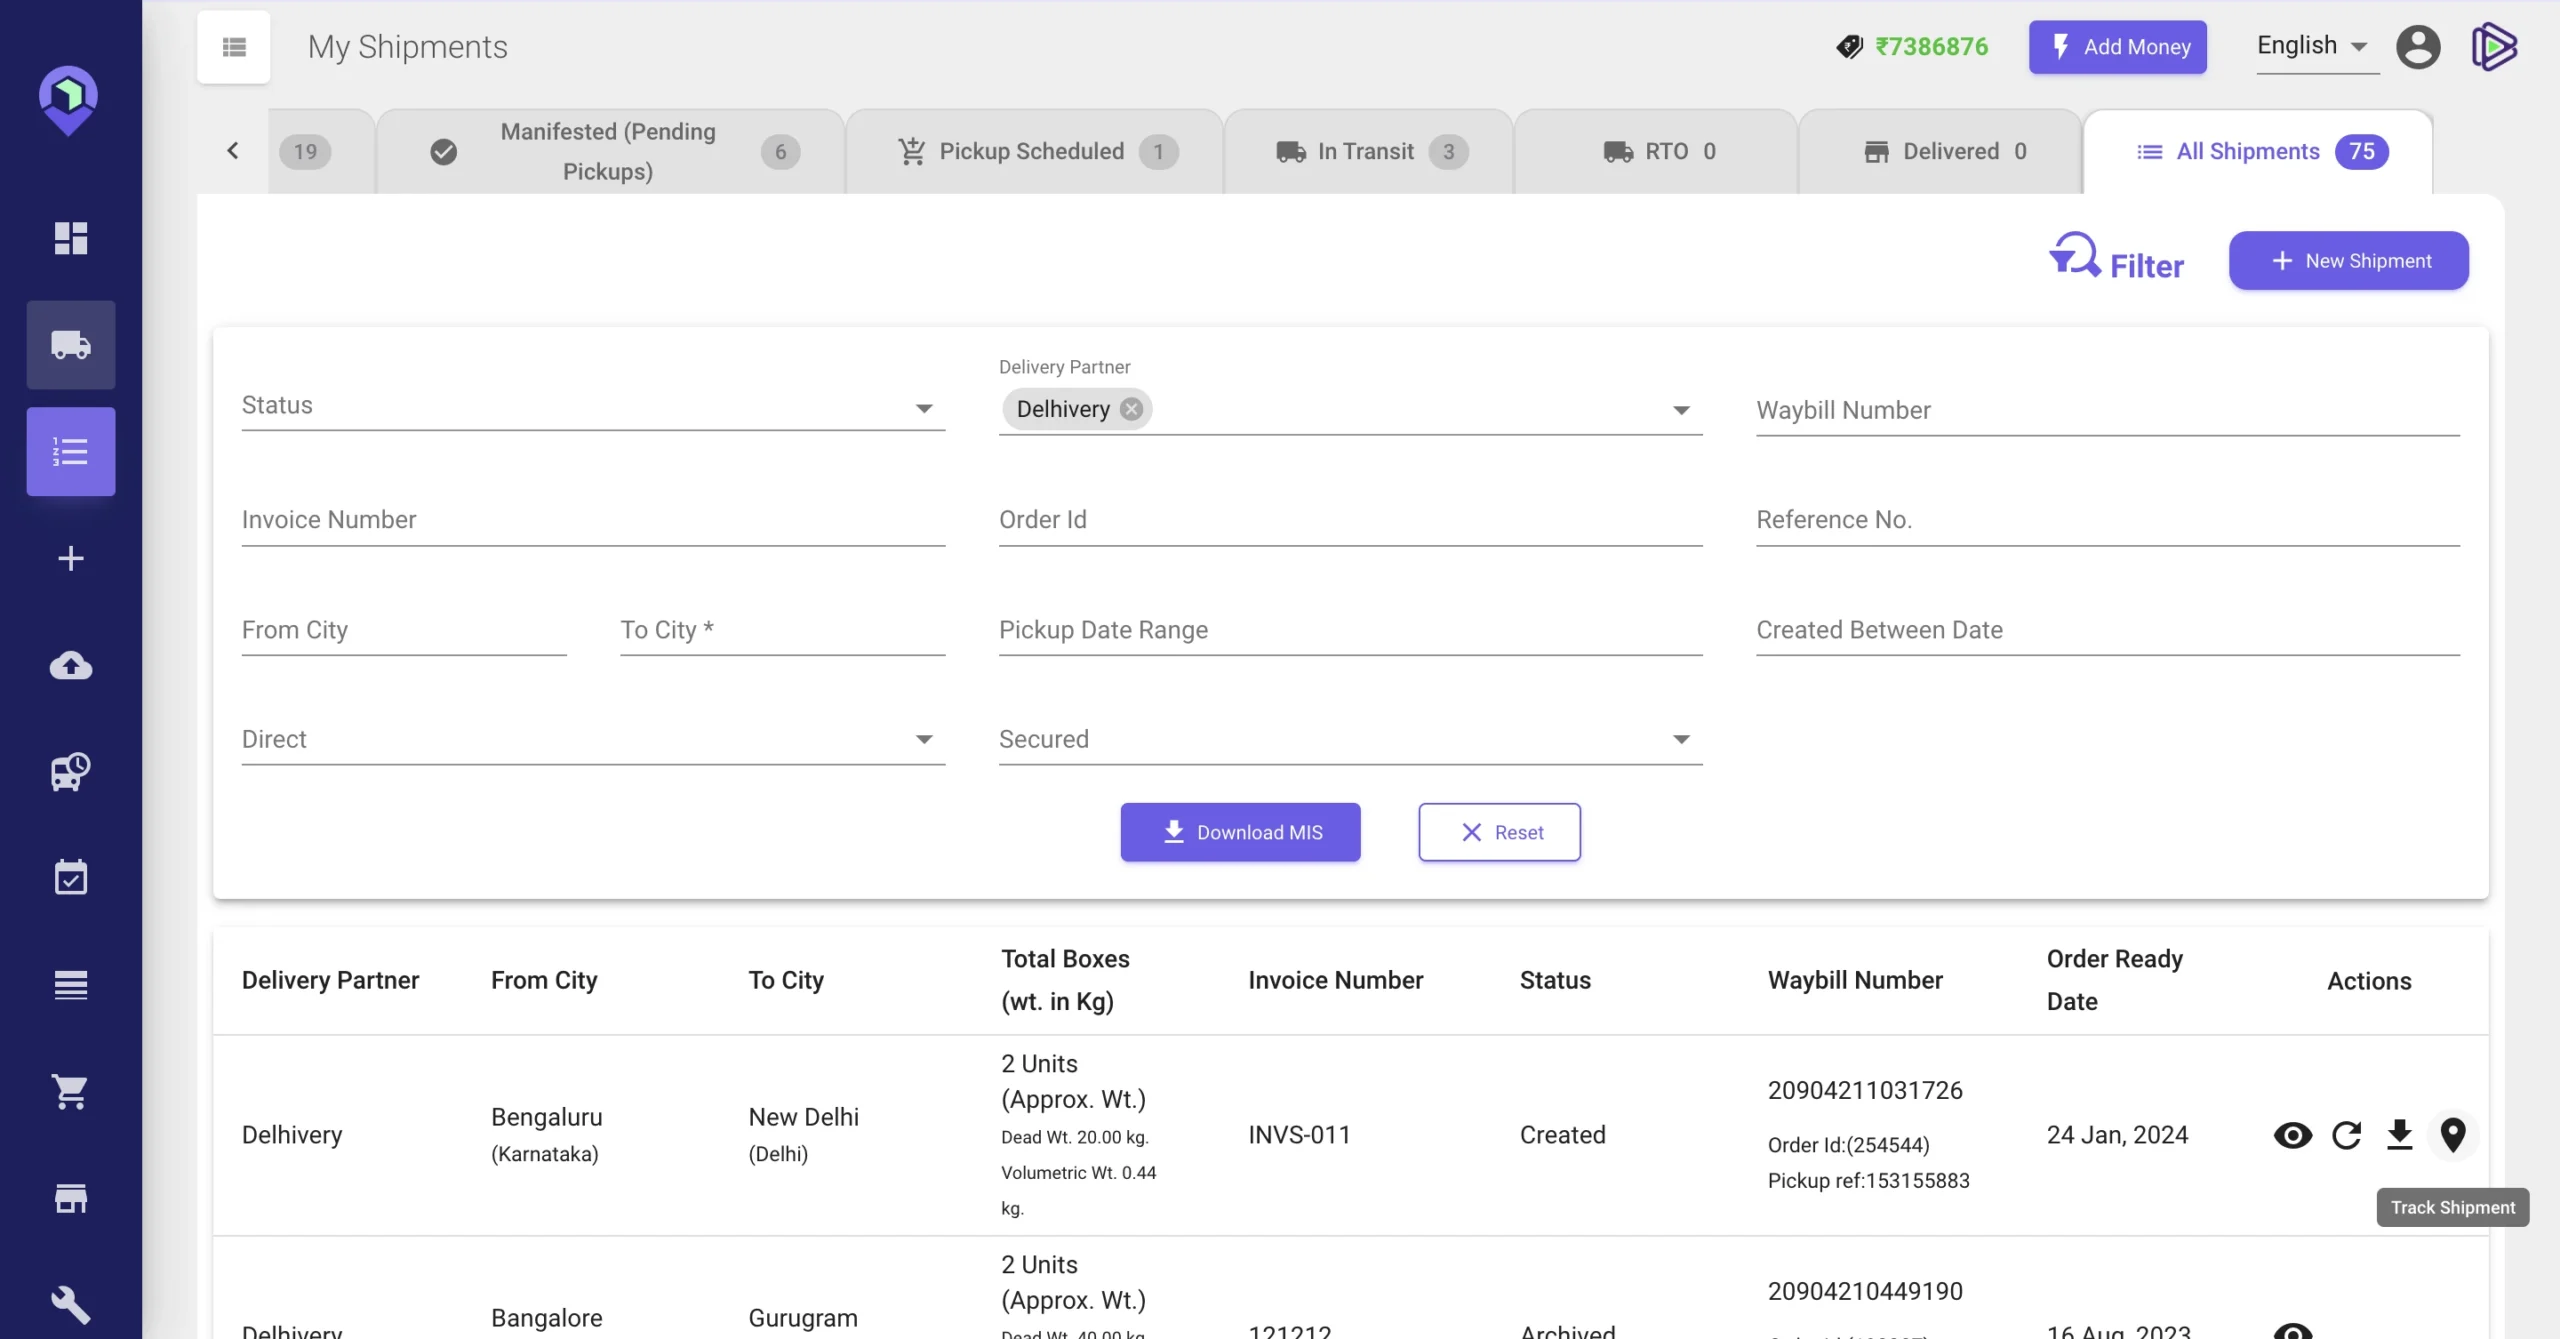 My Shipments
₹7386876
Add Money
English
19
Manifested (Pending
Pickups)
6
Pickup Scheduled 1
In Transit 3
RTO 0
Delivered 0
All Shipments 75
Filter
New Shipment
Status
Delivery Partner
Delhivery
Waybill Number
Invoice Number
Order Id
Reference No.
From City
To City *
Pickup Date Range
Created Between Date
Direct
Secured
Download MIS
Reset
Delivery Partner
From City
To City
Total Boxes
(wt. in Kg)
Invoice Number
Status
Waybill Number
Order Ready
Date
Actions
Delhivery
Bengaluru
(Karnataka)
New Delhi
(Delhi)
2 Units
(Approx. Wt.)
Dead Wt. 20.00 kg.
Volumetric Wt. 0.44
kg.
INVS-011
Created
20904211031726
Order Id:(254544)
Pickup ref:153155883
24 Jan, 2024
Track Shipment
Delhivery
Bangalore
Gurugram
2 Units
(Approx. Wt.)
Dead Wt. 40.00 kg.
121212
Archived
20904210449190
16 Aug, 2023